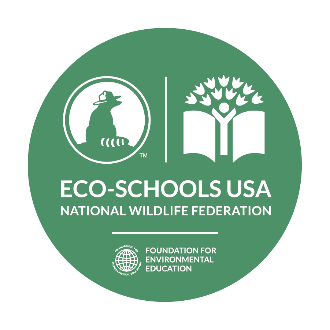 TM
ECO-SCHOOLS USA
NATIONAL WILDLIFE FEDERATION
FOUNDATION FOR
ENVIRONMENTAL
EDUCATION